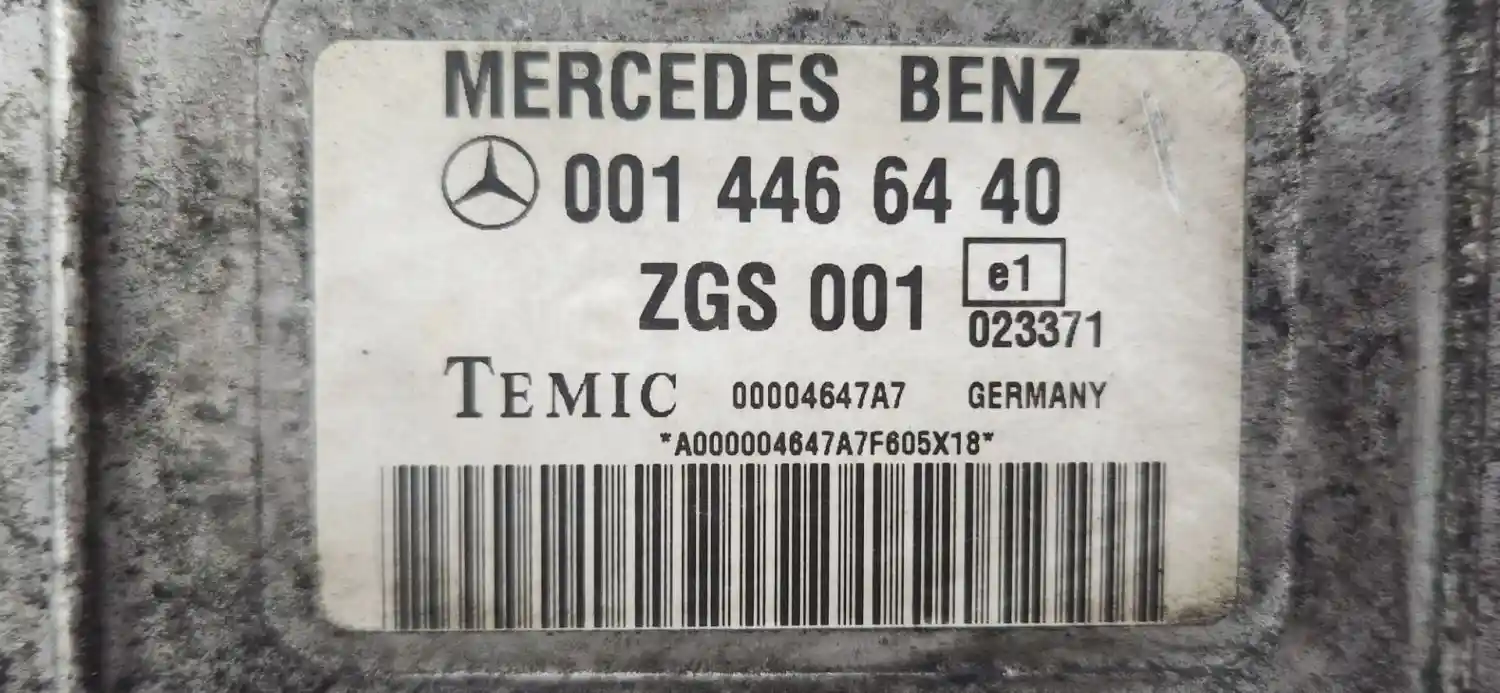 MERCEDES BENZ
001 446 64 40
ZGS 001 e1
023371
TEMIC 00004647A7 GERMANY
*A000004647A7F605X18*